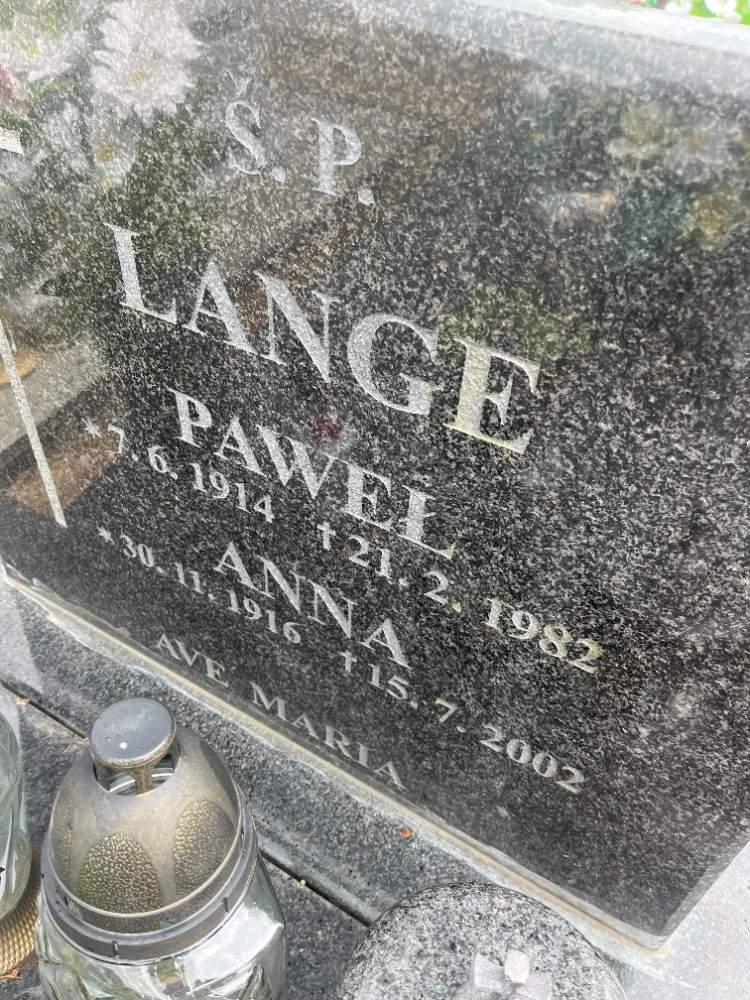 Š. P.
LANGE
PAWEŁ
* 7. 6. 1914 † 21. 2. 1982
ANNA
* 30. 11. 1916 † 15. 7. 2002
AVE MARIA